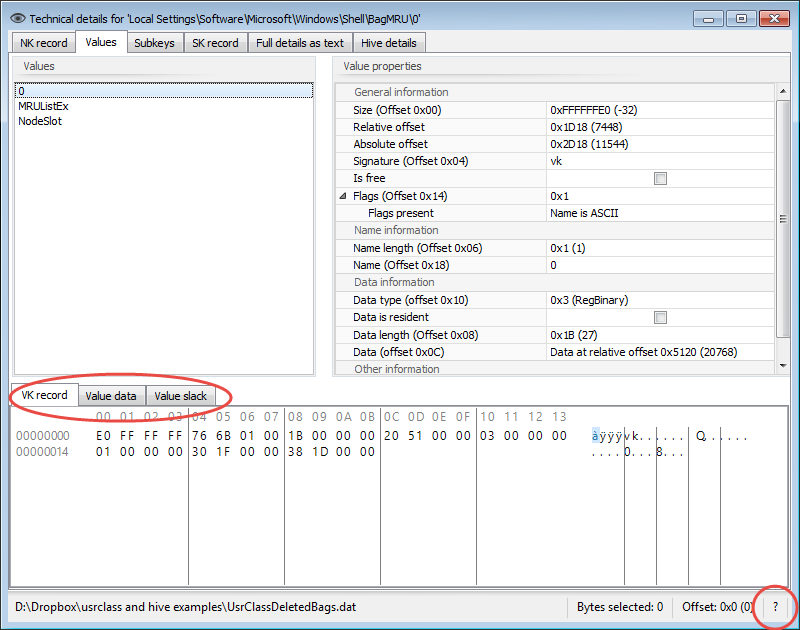 Technical details for 'Local Settings\Software\Microsoft\Windows\Shell\BagMRU\0'
NK record Values Subkeys SK record Full details as text Hive details
Values
0
MRUListEx
NodeSlot
Value properties
General information
Size (Offset 0x00) 0xFFFFFFE0 (-32)
Relative offset 0x1D18 (7448)
Absolute offset 0x2D18 (11544)
Signature (Offset 0x04) vk
Is free
Flags (Offset 0x14) 0x1
Flags present Name is ASCII
Name information
Name length (Offset 0x06) 0x1 (1)
Name (Offset 0x18) 0
Data information
Data type (offset 0x10) 0x3 (RegBinary)
Data is resident
Data length (Offset 0x08) 0x1B (27)
Data (offset 0x0C) Data at relative offset 0x5120 (20768)
Other information
VK record Value data Value slack
00 01 02 03 04 05 06 07 08 09 0A 0B 0C 0D 0E 0F 10 11 12 13
00000000 E0 FF FF FF 76 6B 01 00 1B 00 00 00 20 51 00 00 03 00 00 00 àÿÿÿvk...... Q......
00000014 01 00 00 00 30 1F 00 00 38 1D 00 00 ....0...8...
D:\Dropbox\usrclass and hive examples\UsrClassDeletedBags.dat Bytes selected: 0 Offset: 0x0 (0) ?